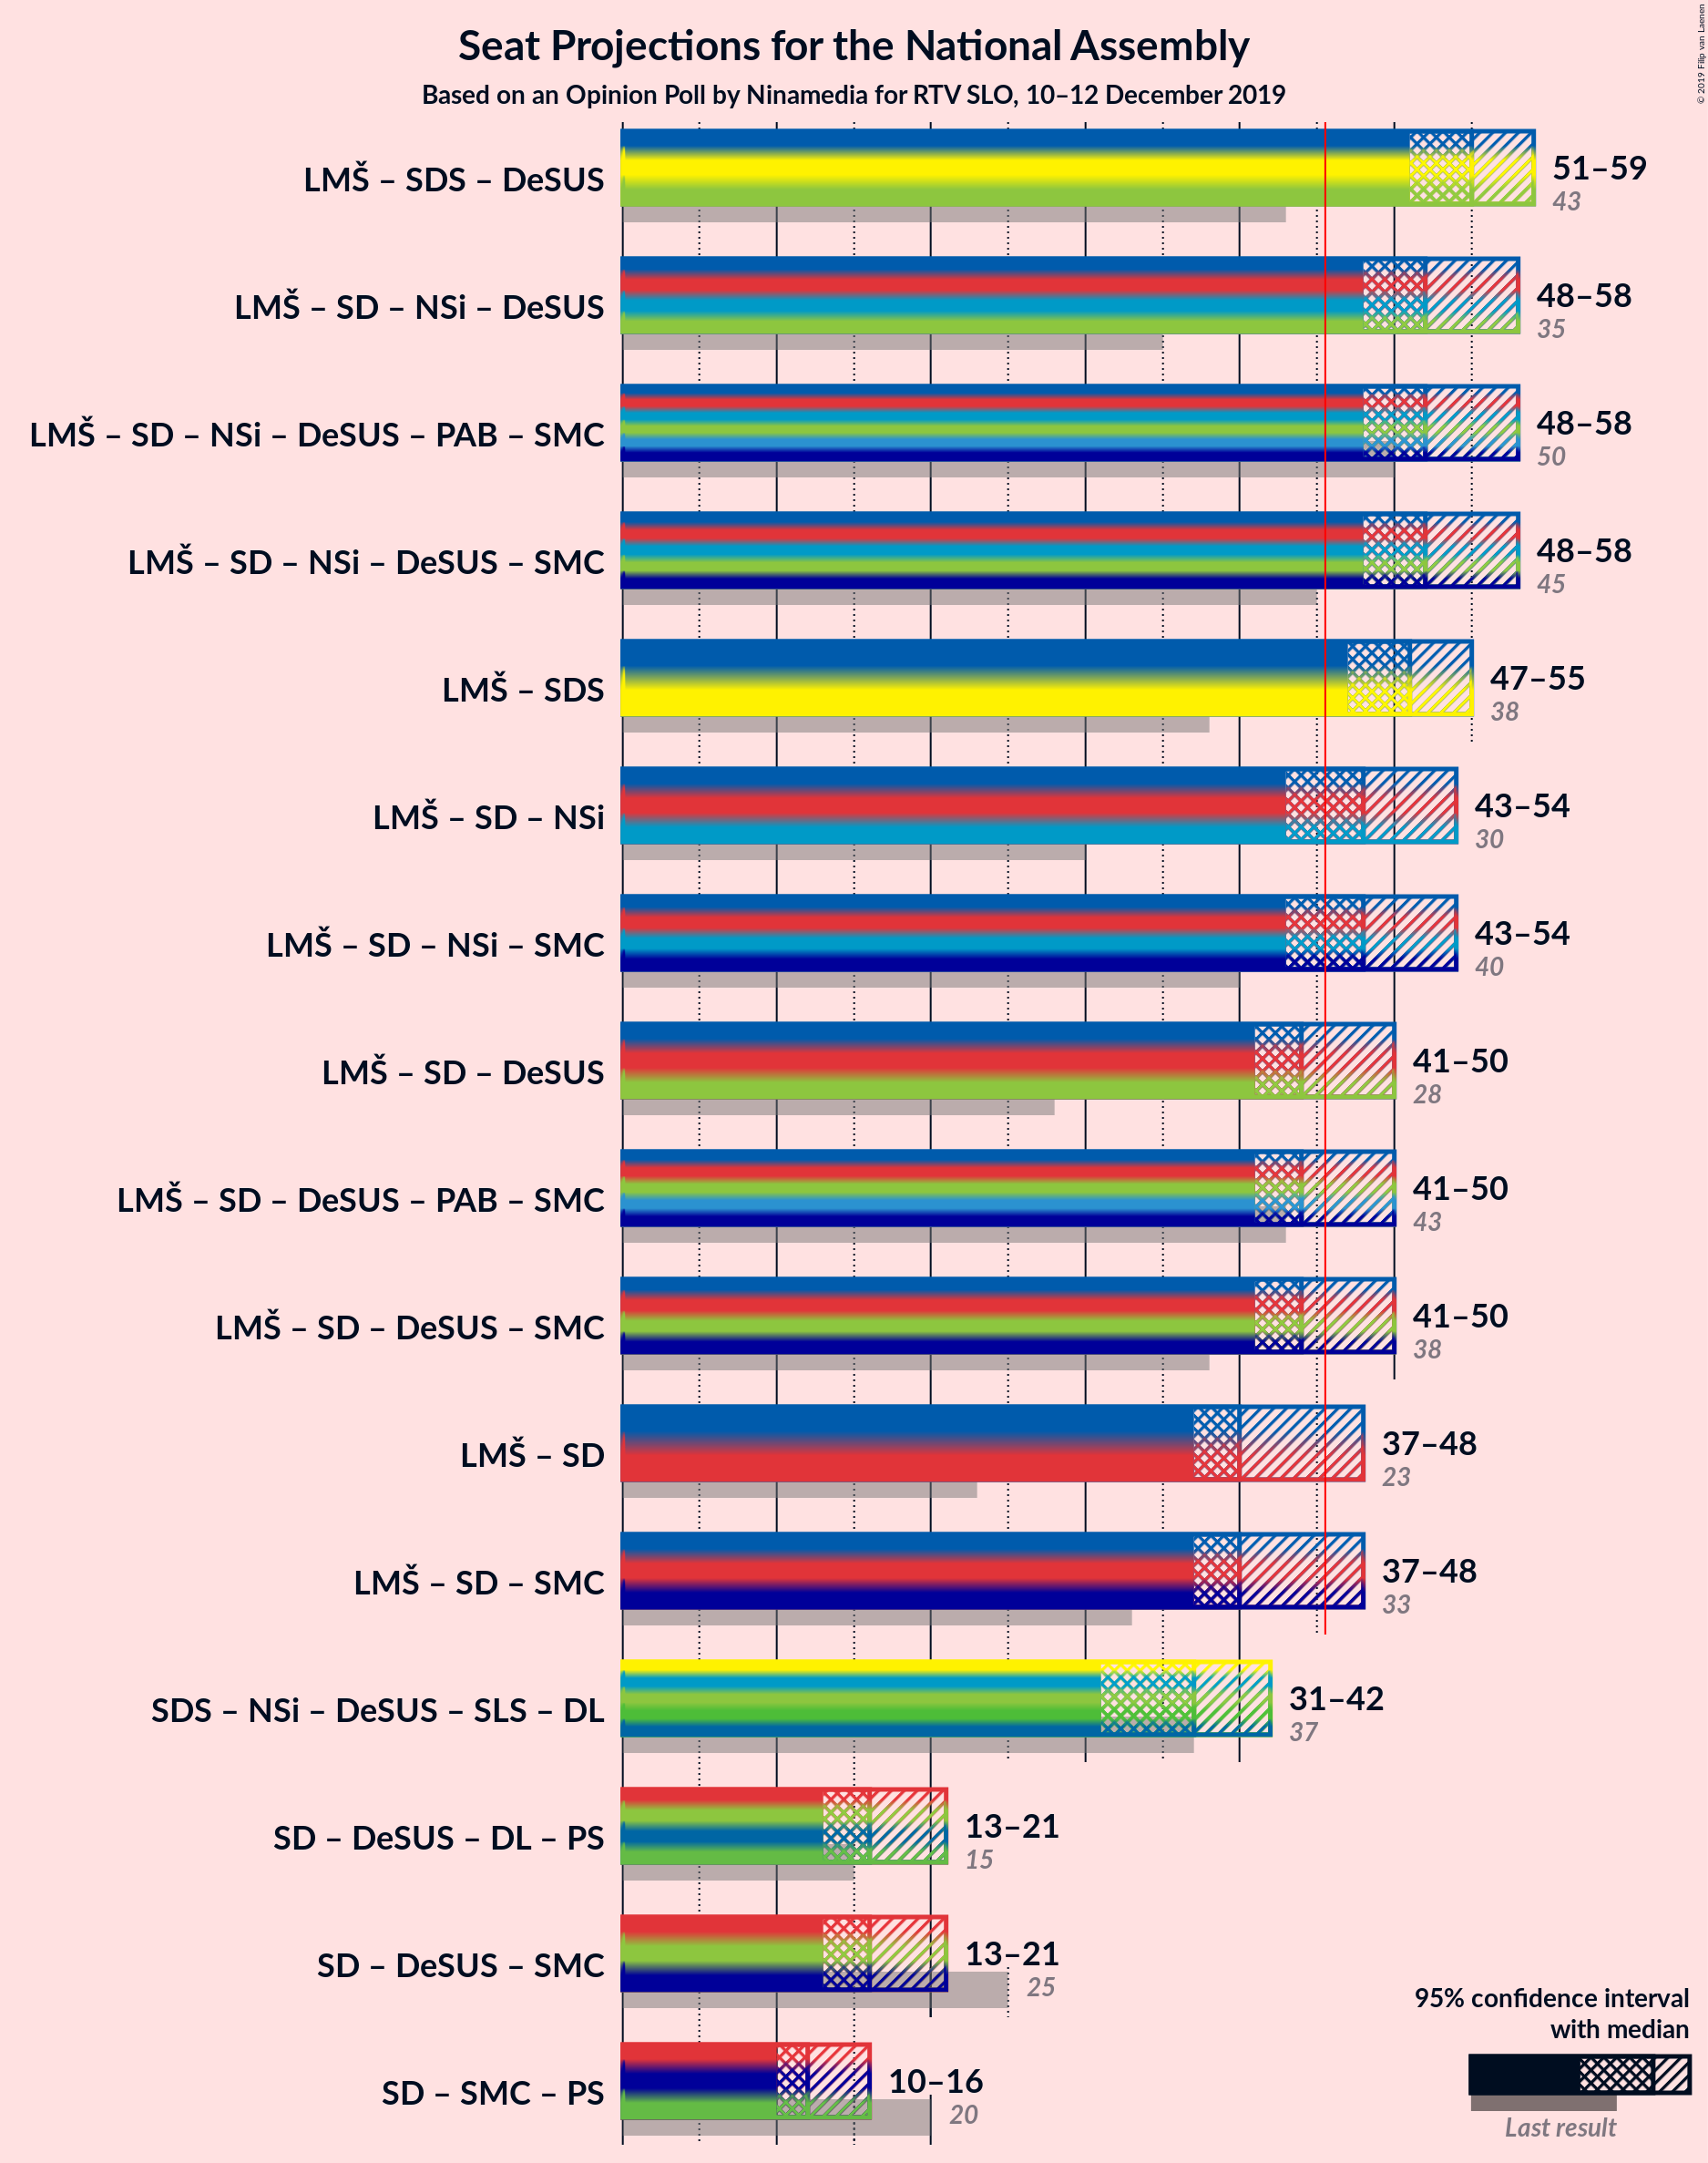 Seat Projections for the National Assembly
Based on an Opinion Poll by Ninamedia for RTV SLO, 10–12 December 2019
© 2019 Filip van Laenen
LMŠ – SDS – DeSUS
51–59
43
LMŠ – SD – NSi – DeSUS
48–58
35
LMŠ – SD – NSi – DeSUS – PAB – SMC
48–58
50
LMŠ – SD – NSi – DeSUS – SMC
48–58
45
LMŠ – SDS
47–55
38
LMŠ – SD – NSi
43–54
30
LMŠ – SD – NSi – SMC
43–54
40
LMŠ – SD – DeSUS
41–50
28
LMŠ – SD – DeSUS – PAB – SMC
41–50
43
LMŠ – SD – DeSUS – SMC
41–50
38
LMŠ – SD
37–48
23
LMŠ – SD – SMC
37–48
33
SDS – NSi – DeSUS – SLS – DL
31–42
37
SD – DeSUS – DL – PS
13–21
15
SD – DeSUS – SMC
13–21
25
SD – SMC – PS
10–16
20
95% confidence interval
with median
Last result